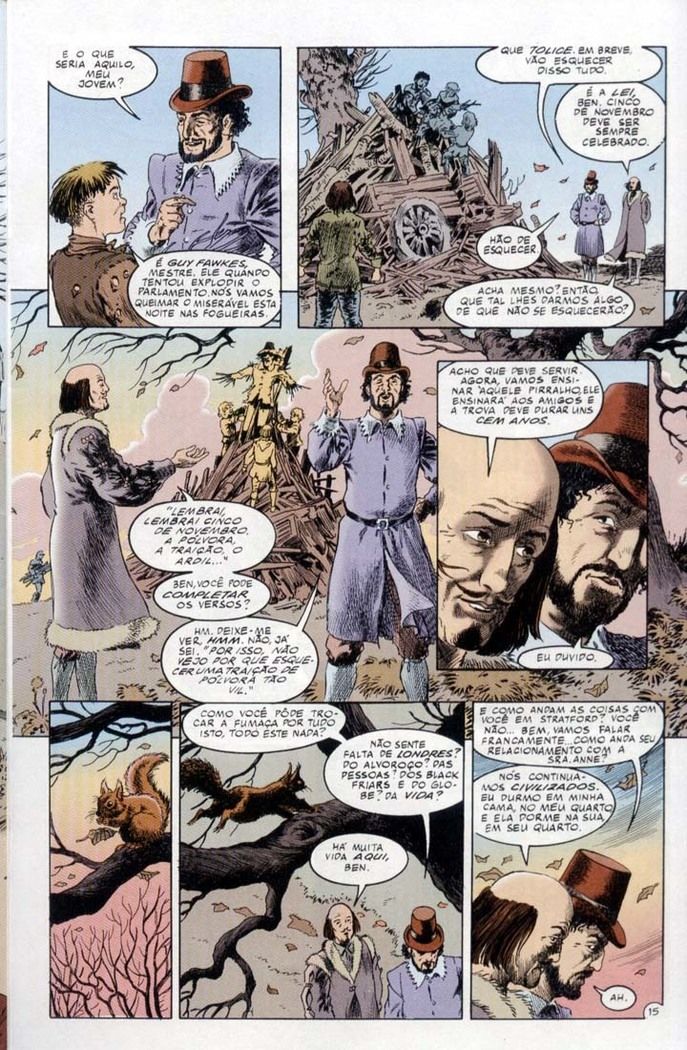 E O QUE
SERIA AQUILO,
MEU
JOVEM?
É GUY FAWKES,
MESTRE. ELE QUANDO
TENTOU EXPLODIR O
PARLAMENTO. NÓS VAMOS
QUEIMAR O MISERÁVEL ESTA
NOITE NAS FOGUEIRAS.
QUE TOLICE. EM BREVE,
VÃO ESQUECER
DISSO TUDO.
É A LEI,
BEN. CINCO
DE NOVEMBRO
DEVE SER
SEMPRE
CELEBRADO.
HÃO DE
ESQUECER.
ACHA MESMO? ENTÃO,
QUE TAL LHES DARMOS ALGO
DE QUE NÃO SE ESQUECERÃO?
"LEMBRAI,
LEMBRAI CINCO
DE NOVEMBRO,
A PÓLVORA,
A TRAIÇÃO, O
ARDIL..."
BEN, VOCÊ PODE
COMPLETAR
OS VERSOS?
HM. DEIXE-ME
VER, HMM. NÃO, JÁ
SEI. "POR ISSO, NÃO
VEJO POR QUE ESQUE-
CER UMA TRAIÇÃO DE
PÓLVORA TÃO
VIL."
ACHO QUE DEVE SERVIR.
AGORA, VAMOS ENSI-
NAR AQUELE PIRRALHO, ELE
ENSINARÁ AOS AMIGOS E
A TROVA DEVE DURAR UNS
CEM ANOS.
EU DUVIDO.
COMO VOCÊ PÔDE TRO-
CAR A FUMAÇA POR TUDO
ISTO, TODO ESTE NADA?
NÃO SENTE
FALTA DE LONDRES?
DO ALVOROÇO? DAS
PESSOAS? DOS BLACK
FRIARS E DO GLO-
BE? DA VIDA?
HÁ MUITA
VIDA AQUI,
BEN.
E COMO ANDAM AS COISAS COM
VOCÊ EM STRATFORD? VOCÊ
NÃO... BEM, VAMOS FALAR
FRANCAMENTE... COMO ANDA SEU
RELACIONAMENTO COM A
SRA. ANNE?
NÓS CONTINUA-
MOS CIVILIZADOS.
EU DURMO EM MINHA
CAMA, NO MEU QUARTO
E ELA DORME NA SUA,
EM SEU QUARTO.
AH.
15